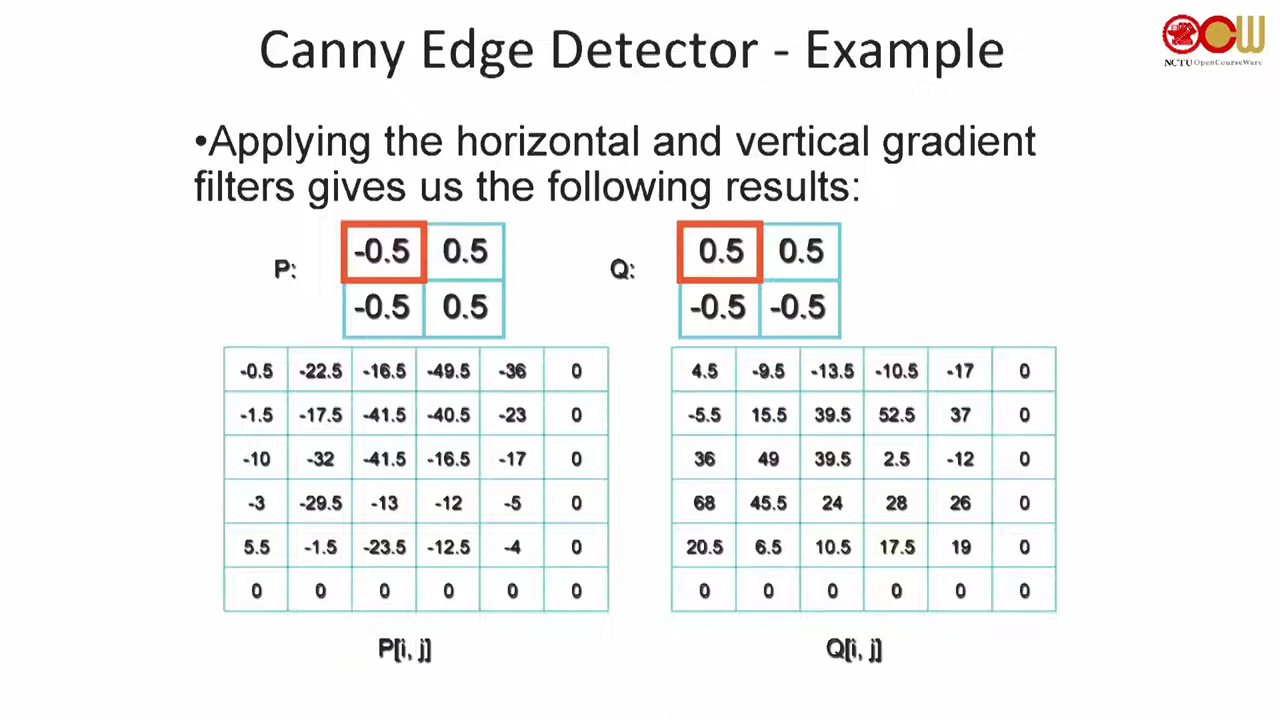 Canny Edge Detector - Example
NCTU OpenCourseWare
•Applying the horizontal and vertical gradient
filters gives us the following results:
P:
-0.5 0.5
-0.5 0.5
Q:
0.5 0.5
-0.5 -0.5
-0.5 -22.5 -16.5 -49.5 -36 0
-1.5 -17.5 -41.5 -40.5 -23 0
-10 -32 -41.5 -16.5 -17 0
-3 -29.5 -13 -12 -5 0
5.5 -1.5 -23.5 -12.5 -4 0
0 0 0 0 0 0
P[i, j]
4.5 -9.5 -13.5 -10.5 -17 0
-5.5 15.5 39.5 52.5 37 0
36 49 39.5 2.5 -12 0
68 45.5 24 28 26 0
20.5 6.5 10.5 17.5 19 0
0 0 0 0 0 0
Q[i, j]